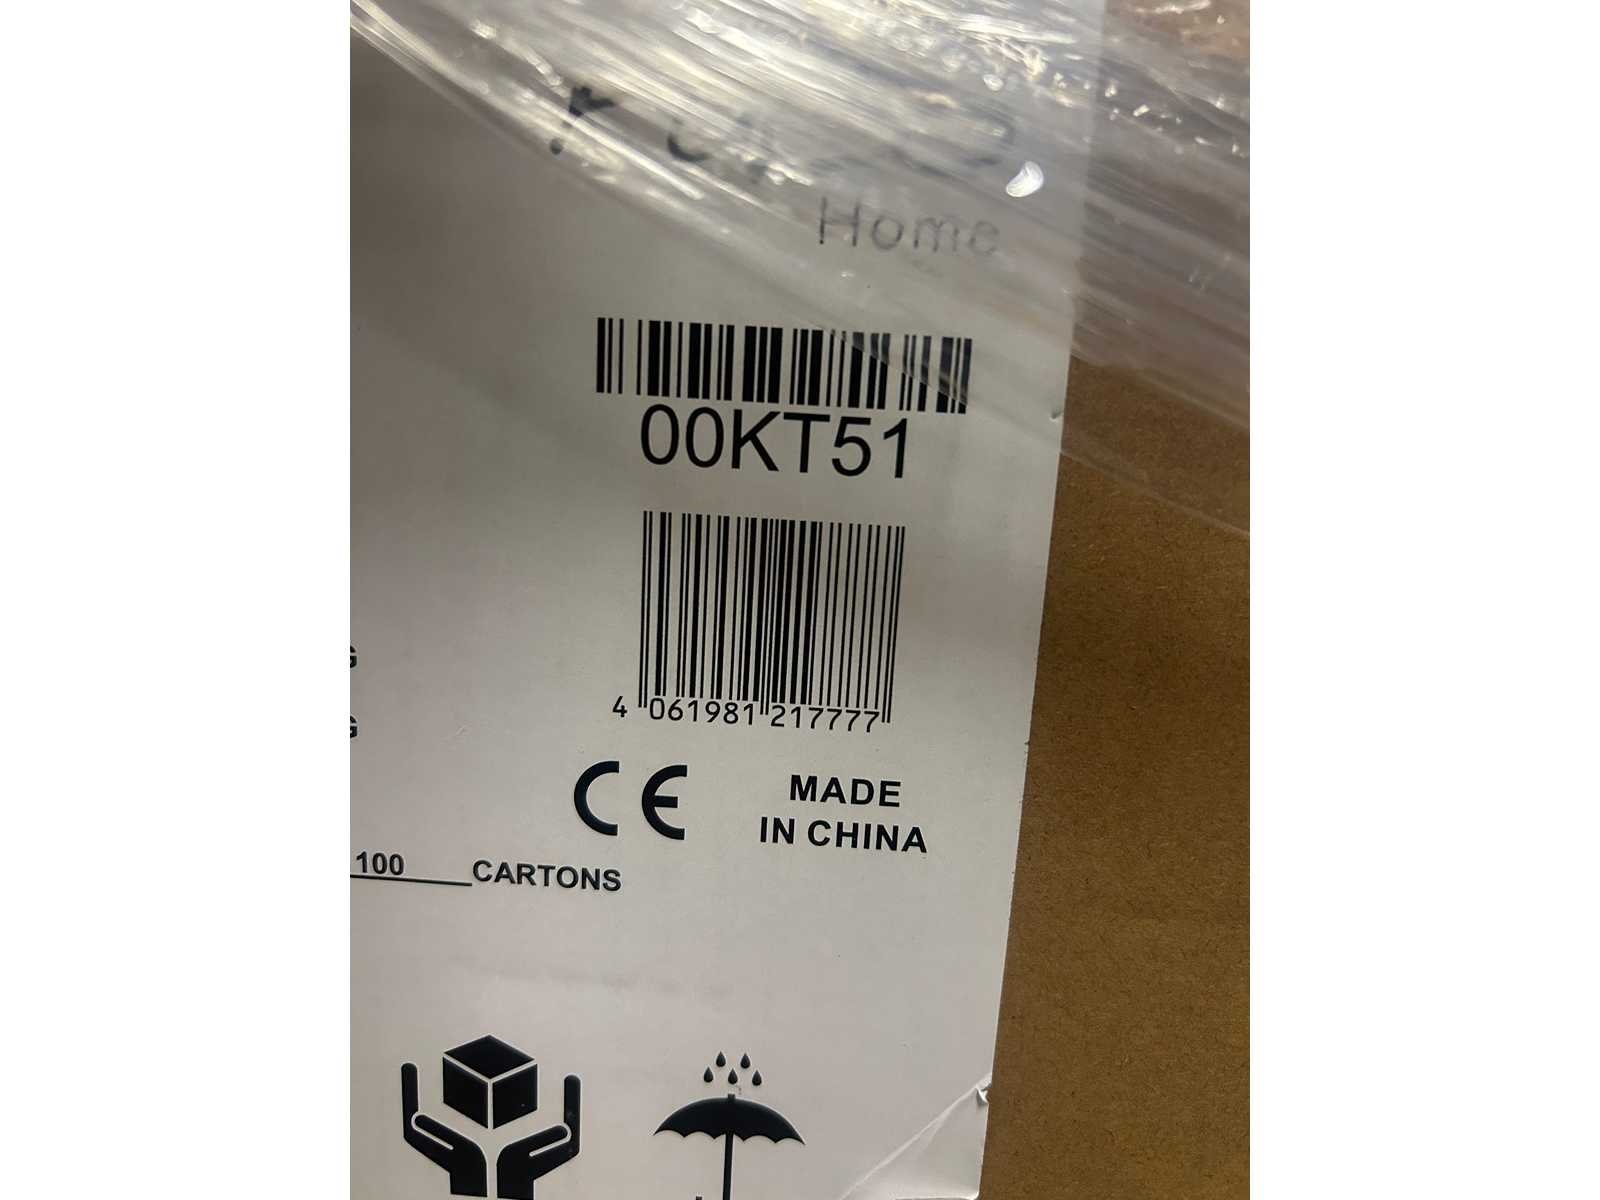 Home
00KT51
4 061981 217777
CE
MADE
IN CHINA
100 CARTONS